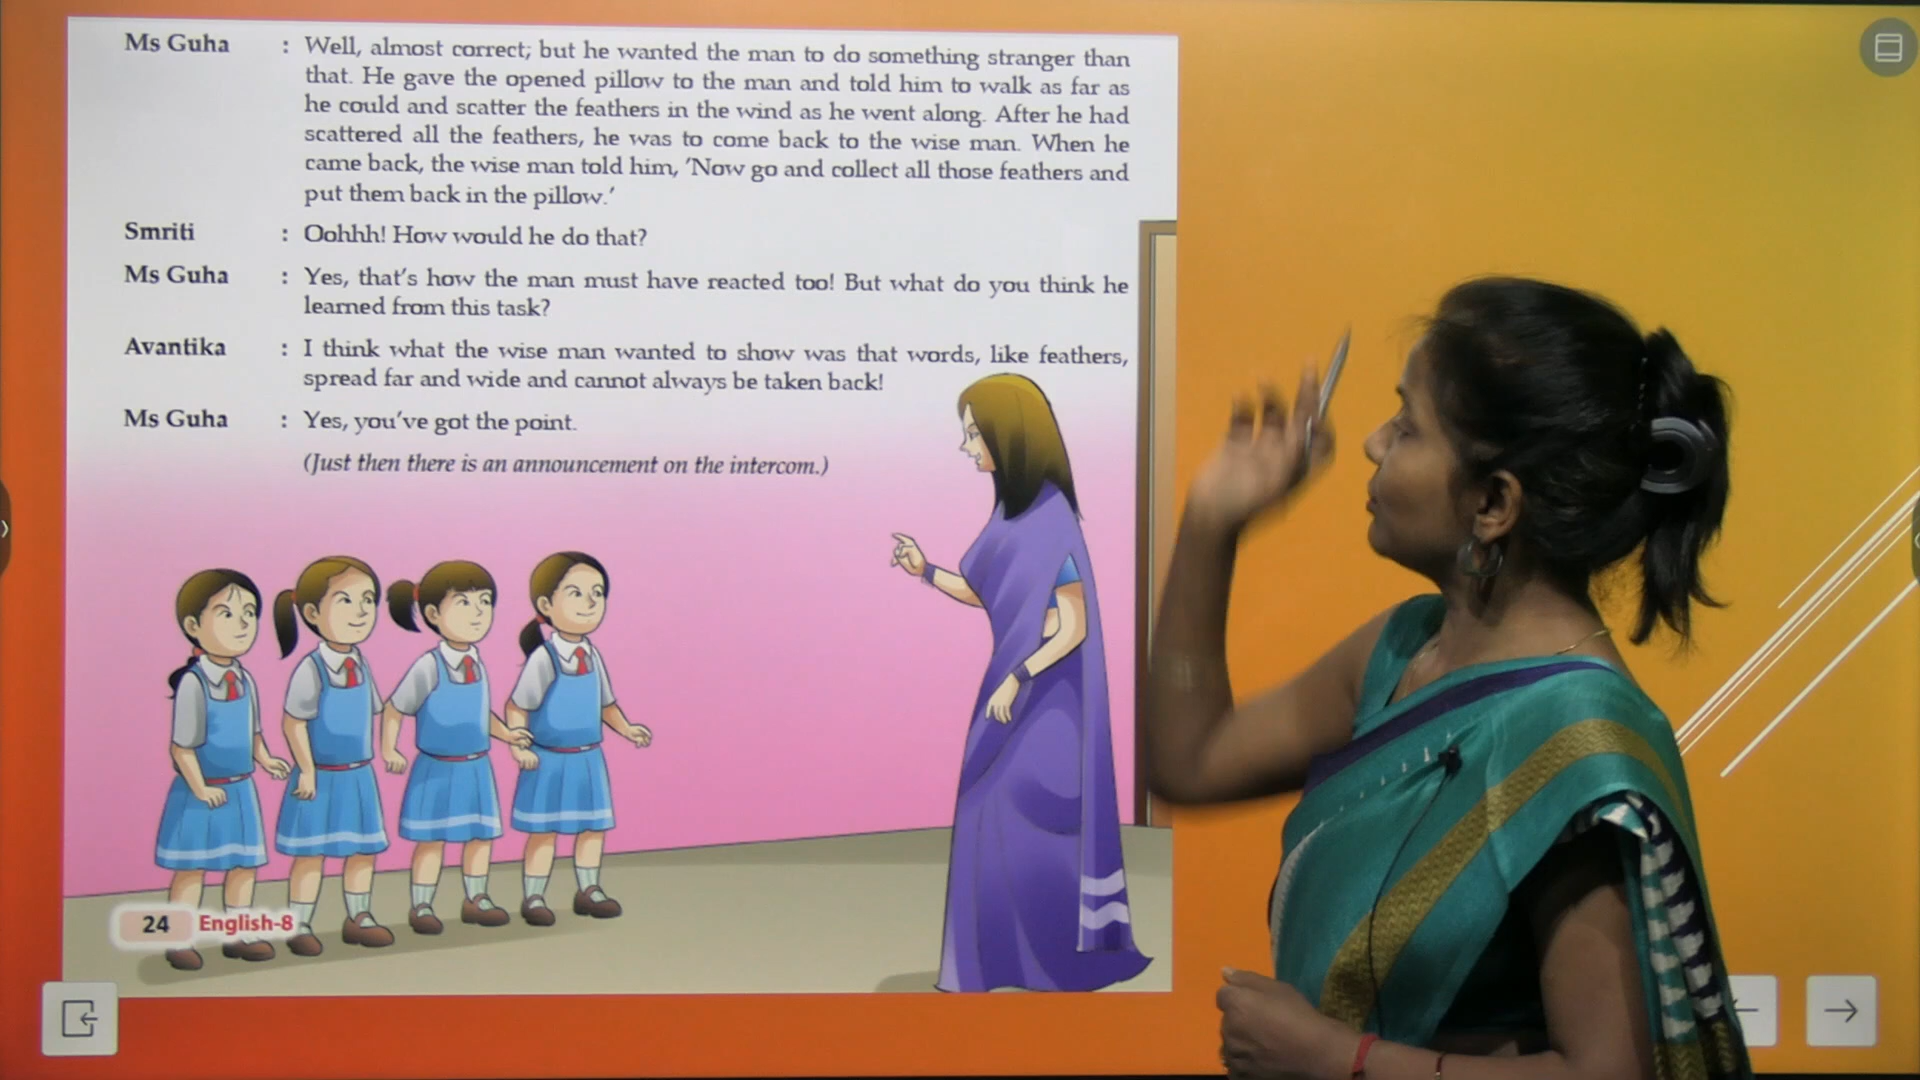 Ms Guha : Well, almost correct; but he wanted the man to do something stranger than
that. He gave the opened pillow to the man and told him to walk as far as
he could and scatter the feathers in the wind as he went along. After he had
scattered all the feathers, he was to come back to the wise man. When he
came back, the wise man told him, 'Now go and collect all those feathers and
put them back in the pillow.'
Smriti : Oohhh! How would he do that?
Ms Guha : Yes, that's how the man must have reacted too! But what do you think he
learned from this task?
Avantika : I think what the wise man wanted to show was that words, like feathers,
spread far and wide and cannot always be taken back!
Ms Guha : Yes, you've got the point.
(Just then there is an announcement on the intercom.)
24 English-8